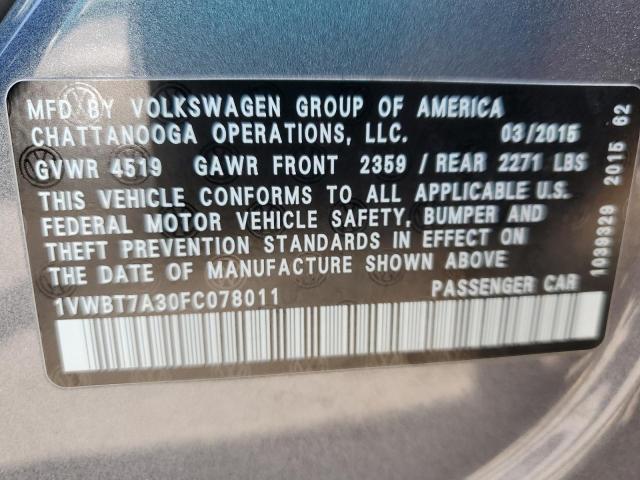 MFD BY VOLKSWAGEN GROUP OF AMERICA
CHATTANOOGA OPERATIONS, LLC. 03/2015
GVWR 4519 GAWR FRONT 2359 / REAR 2271 LBS
THIS VEHICLE CONFORMS TO ALL APPLICABLE U.S.
FEDERAL MOTOR VEHICLE SAFETY, BUMPER AND
THEFT PREVENTION STANDARDS IN EFFECT ON
THE DATE OF MANUFACTURE SHOWN ABOVE
1VWBT7A30FC078011 PASSENGER CAR
1039329 2015 62